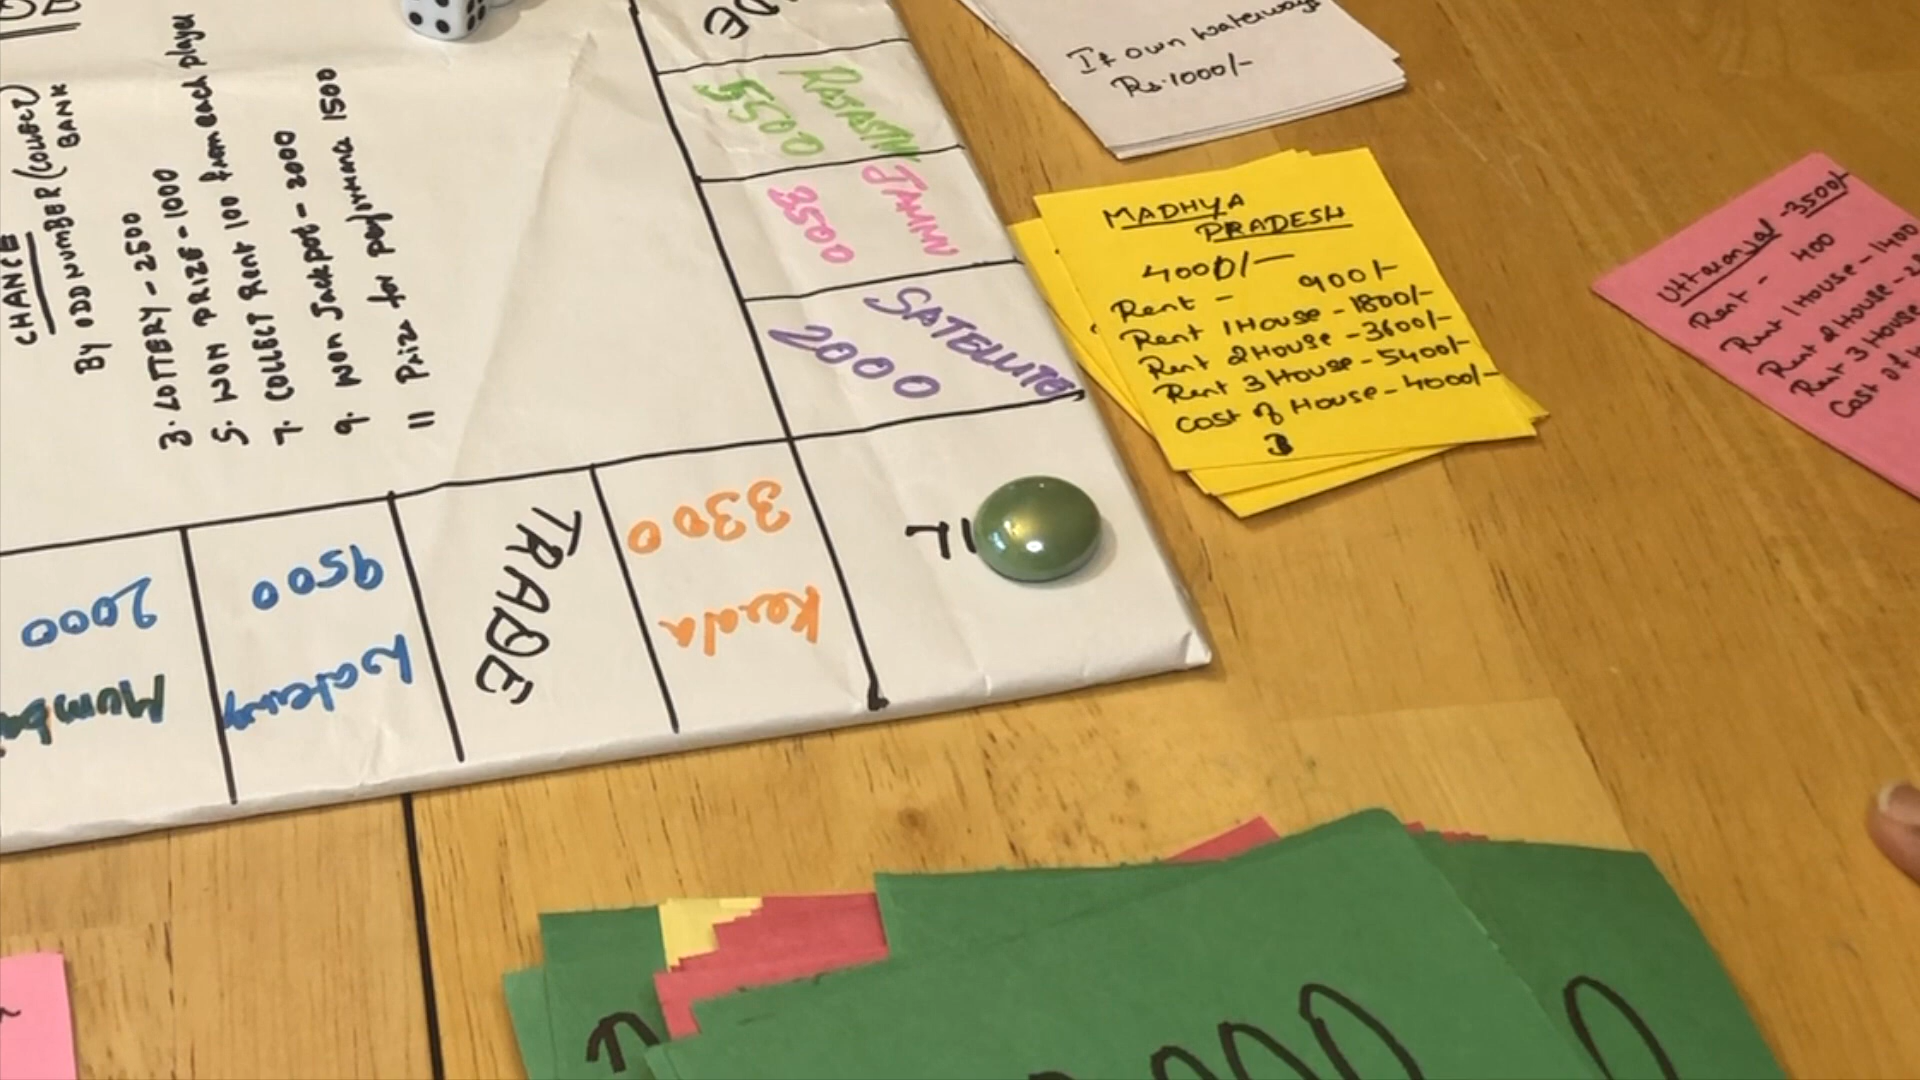 CHANCE
BY ODD NUMBER (COLLECT)
BANK
3. LOTTERY - 2500
5. WON PRIZE - 1000
7. COLLECT Rent 100 from each player
9. Won Jackpot - 2000
11 Prize for performance 1500
DE
5500
3500
JAMMU
SATELLITE
2000
3300
Kerala
TRADE
9500
2000
If own waterways
Rs.1000/-
MADHYA
PRADESH
4000/-
Rent - 900/-
Rent 1 House - 1800/-
Rent 2 House - 3600/-
Rent 3 House - 5400/-
Cost of House - 4000/-
Uttaranchal - 3500/-
Rent - 400
Rent 1 House - 1400
Rent 2 House -
Rent 3 House
Cost of